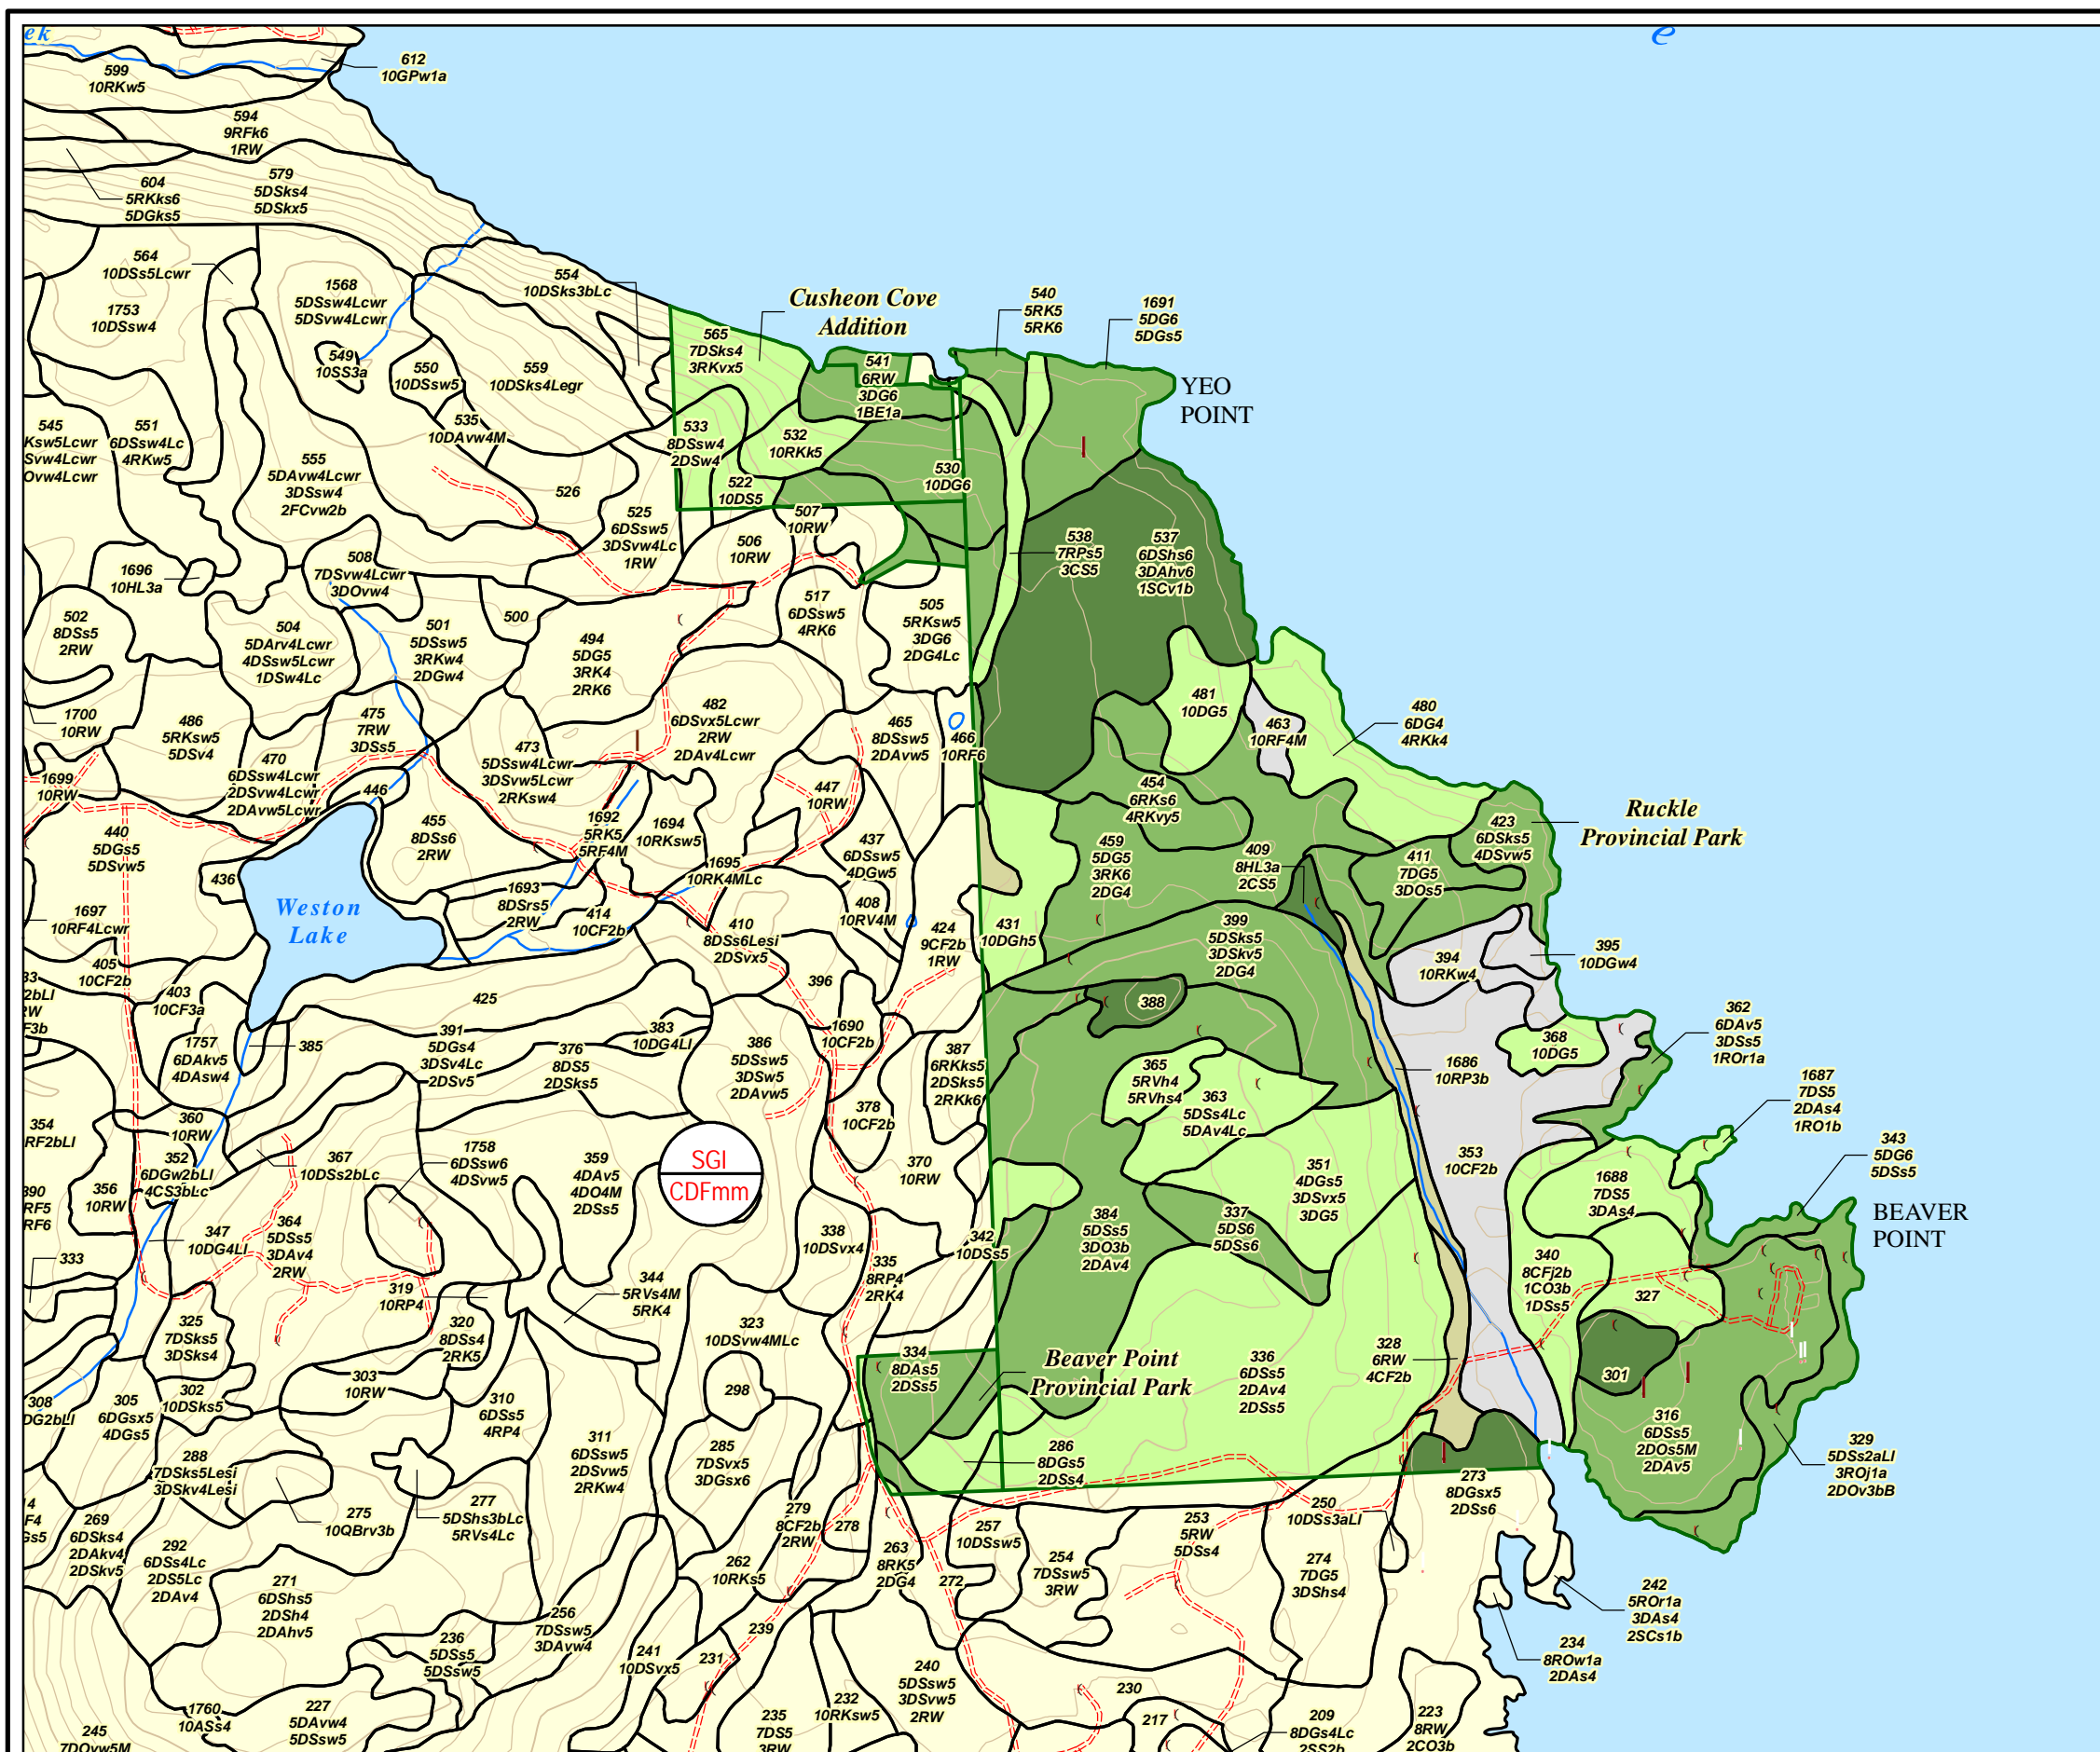 ek
e
612
10GPw1a
599
10RKw5
594
9RFk6
1RW
604
5RKks6
5DGks5
579
5DSks4
5DSkx5
564
10DSs5Lcwr
1753
10DSsw4
1568
5DSsw4Lcwr
5DSvw4Lcwr
554
10DSks3bLc
549
10SS3a
550
10DSsw5
559
10DSks4Legr
535
10DAvw4M
Cusheon Cove
Addition
565
7DSks4
3RKvx5
541
6RW
3DG6
1BE1a
540
5RK5
5RK6
1691
5DG6
5DGs5
YEO
POINT
545
Ksw5Lcwr
Svw4Lcwr
Ovw4Lcwr
551
6DSsw4Lc
4RKw5
555
5DAvw4Lcwr
3DSsw4
2FCvw2b
526
533
8DSsw4
2DSw4
532
10RKk5
522
10DS5
530
10DG6
525
6DSsw5
3DSvw4Lc
1RW
507
10RW
506
10RW
538
7RPs5
3CS5
537
6DShs6
3DAhv6
1SCv1b
508
7DSvw4Lcwr
3DOvw4
1696
10HL3a
502
8DSs5
2RW
504
5DArv4Lcwr
4DSsw5Lcwr
1DSw4Lc
501
5DSsw5
3RKw4
2DGw4
500
494
5DG5
3RK4
2RK6
517
6DSsw5
4RK6
505
5RKsw5
3DG6
2DG4Lc
1700
10RW
486
5RKsw5
5DSv4
475
7RW
3DSs5
482
6DSvx5Lcwr
2RW
2DAv4Lcwr
465
8DSsw5
2DAvw5
466
10RF6
481
10DG5
463
10RF4M
480
6DG4
4RKk4
1699
10RW
470
6DSsw4Lcwr
2DSvw4Lcwr
2DAvw5Lcwr
446
473
5DSsw4Lcwr
3DSvw5Lcwr
2RKsw4
447
10RW
454
6RKs6
4RKvy5
Ruckle
Provincial Park
440
5DGs5
5DSvw5
455
8DSs6
2RW
1692
5RK5
5RF4M
1694
10RKsw5
437
6DSsw5
4DGw5
459
5DG5
3RK6
2DG4
409
8HL3a
2CS5
411
7DG5
3DOs5
423
6DSks5
4DSvw5
436
1695
10RK4MLc
1693
8DSrs5
2RW
414
10CF2b
408
10RV4M
1697
10RF4Lcwr
Weston
Lake
410
8DSs6Lesi
2DSvx5
424
9CF2b
1RW
431
10DGh5
399
5DSks5
3DSkv5
2DG4
394
10RKw4
395
10DGw4
405
10CF2b
403
10CF3a
425
396
388
33
2bLI
RW
F3b
1757
6DAkv5
4DAsw4
385
391
5DGs4
3DSv4Lc
2DSv5
383
10DG4LI
376
8DS5
2DSks5
386
5DSsw5
3DSw5
2DAvw5
1690
10CF2b
387
6RKks5
2DSks5
2RKk6
365
5RVh4
5RVhs4
363
5DSs4Lc
5DAv4Lc
1686
10RP3b
368
10DG5
362
6DAv5
3DSs5
1ROr1a
1687
7DS5
2DAs4
1RO1b
354
RF2bLI
360
10RW
378
10CF2b
352
6DGw2bLI
4CS3bLc
367
10DSs2bLc
1758
6DSsw6
4DSvw5
359
4DAv5
4DO4M
2DSs5
SGI
CDFmm
370
10RW
351
4DGs5
3DSvx5
3DG5
353
10CF2b
1688
7DS5
3DAs4
343
5DG6
5DSs5
390
RF5
RF6
356
10RW
347
10DG4LI
364
5DSs5
3DAv4
2RW
338
10DSvx4
342
10DSs5
384
5DSs5
3DO3b
2DAv4
337
5DS6
5DSs6
BEAVER
POINT
333
335
8RP4
2RK4
340
8CFj2b
1CO3b
1DSs5
327
319
10RP4
344
5RVs4M
5RK4
325
7DSks5
3DSks4
320
8DSs4
2RK5
323
10DSvw4MLc
334
8DAs5
2DSs5
Beaver Point
Provincial Park
336
6DSs5
2DAv4
2DSs5
328
6RW
4CF2b
301
303
10RW
298
308
DG2bLI
305
6DGsx5
4DGs5
302
10DSks5
310
6DSs5
4RP4
311
6DSsw5
2DSvw5
2RKw4
285
7DSvx5
3DGsx6
286
8DGs5
2DSs4
316
6DSs5
2DOs5M
2DAv5
329
5DSs2aLI
3ROj1a
2DOv3bB
288
7DSks5Lesi
3DSkv4Lesi
273
8DGsx5
2DSs6
14
F4
Gs5
269
6DSks4
2DAkv4
2DSkv5
275
10QBrv3b
277
5DShs3bLc
5RVs4Lc
279
8CF2b
2RW
278
257
10DSsw5
253
5RW
5DSs4
250
10DSs3aLI
292
6DSs4Lc
2DS5Lc
2DAv4
262
10RKs5
263
8RK5
2DG4
254
7DSsw5
3RW
274
7DG5
3DShs4
271
6DShs5
2DSh4
2DAhv5
272
242
5ROr1a
3DAs4
2SCs1b
256
7DSsw5
3DAvw4
239
236
5DSs5
5DSsw5
241
10DSvx5
231
240
5DSsw5
3DSvw5
2RW
234
8ROw1a
2DAs4
230
1760
10ASs4
227
5DAvw4
5DSsw5
232
10RKsw5
217
209
8DGs4Lc
2SS2b
223
8RW
2CO3b
235
7DS5
3RW
245
7DOvw5M